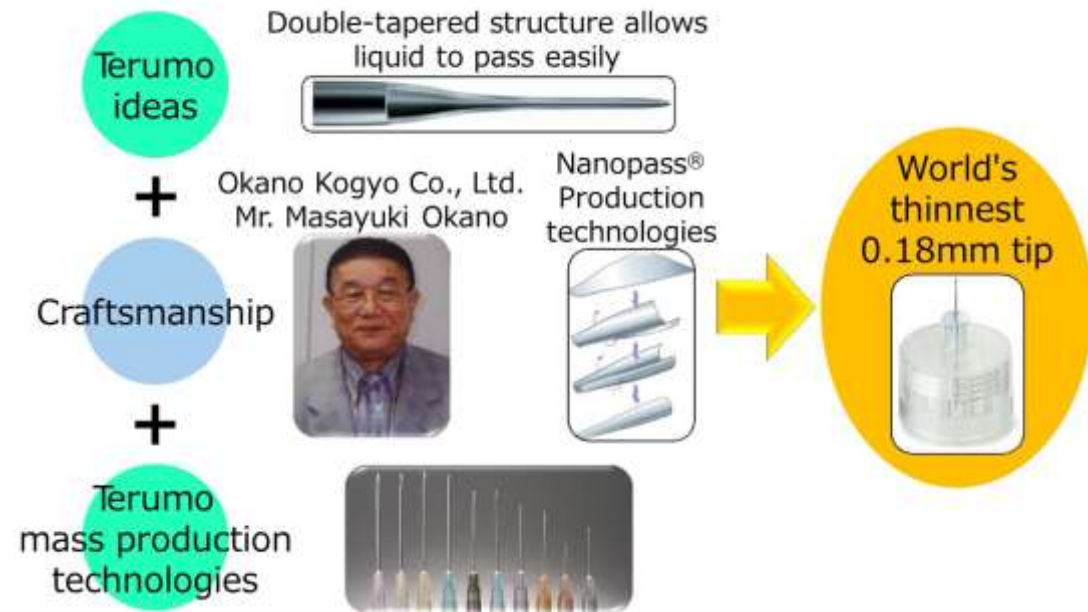 Terumo
ideas
Double-tapered structure allows
liquid to pass easily
+
Okano Kogyo Co., Ltd.
Mr. Masayuki Okano
Craftsmanship
Nanopass®
Production
technologies
World's
thinnest
0.18mm tip
+
Terumo
mass production
technologies